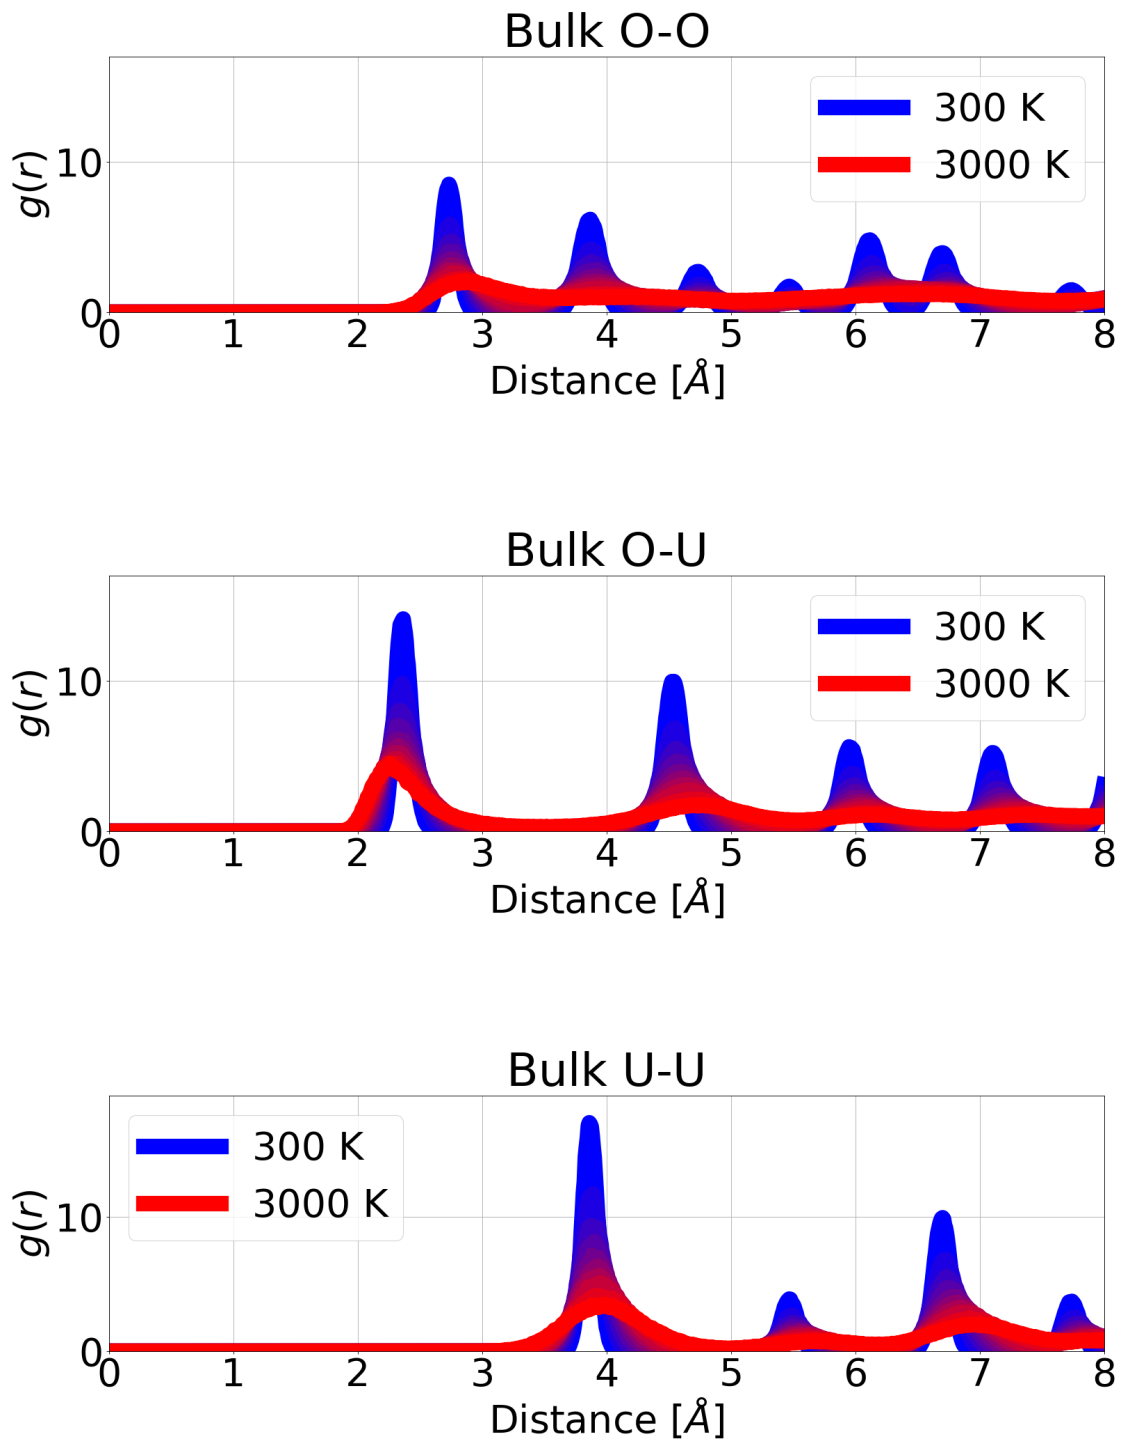 Bulk O-O
g(r)
10
0
300 K
3000 K
0 1 2 3 4 5 6 7 8
Distance [Å]
Bulk O-U
g(r)
10
0
300 K
3000 K
0 1 2 3 4 5 6 7 8
Distance [Å]
Bulk U-U
g(r)
10
0
300 K
3000 K
0 1 2 3 4 5 6 7 8
Distance [Å]